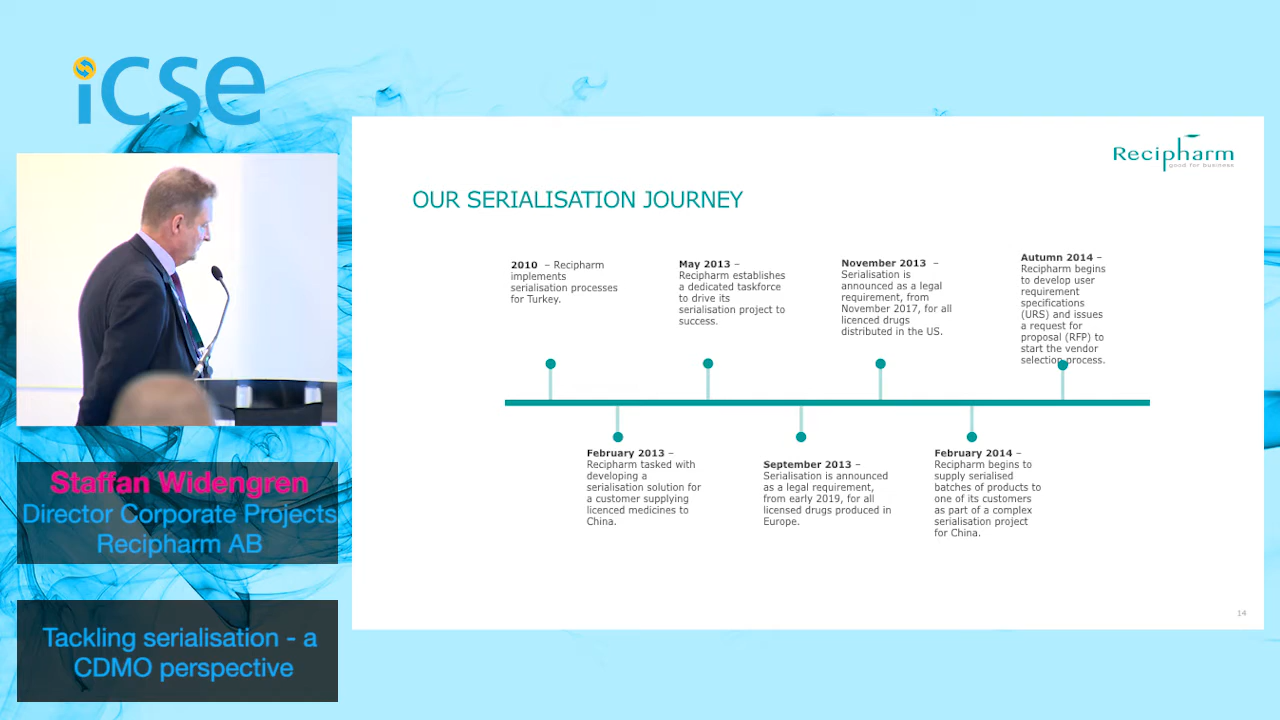 iCSE
Recipharm
good for business
OUR SERIALISATION JOURNEY
2010 – Recipharm
implements
serialisation processes
for Turkey.
May 2013 –
Recipharm establishes
a dedicated taskforce
to drive its
serialisation project to
success.
November 2013 –
Serialisation is
announced as a legal
requirement, from
November 2017, for all
licenced drugs
distributed in the US.
Autumn 2014 –
Recipharm begins
to develop user
requirement
specifications
(URS) and issues
a request for
proposal (RFP) to
start the vendor
selection process.
February 2013 –
Recipharm tasked with
developing a
serialisation solution for
a customer supplying
licenced medicines to
China.
September 2013 –
Serialisation is announced
as a legal requirement,
from early 2019, for all
licensed drugs produced in
Europe.
February 2014 –
Recipharm begins to
supply serialised
batches of products to
one of its customers
as part of a complex
serialisation project
for China.
14
Staffan Widengren
Director Corporate Projects
Recipharm AB
Tackling serialisation - a
CDMO perspective